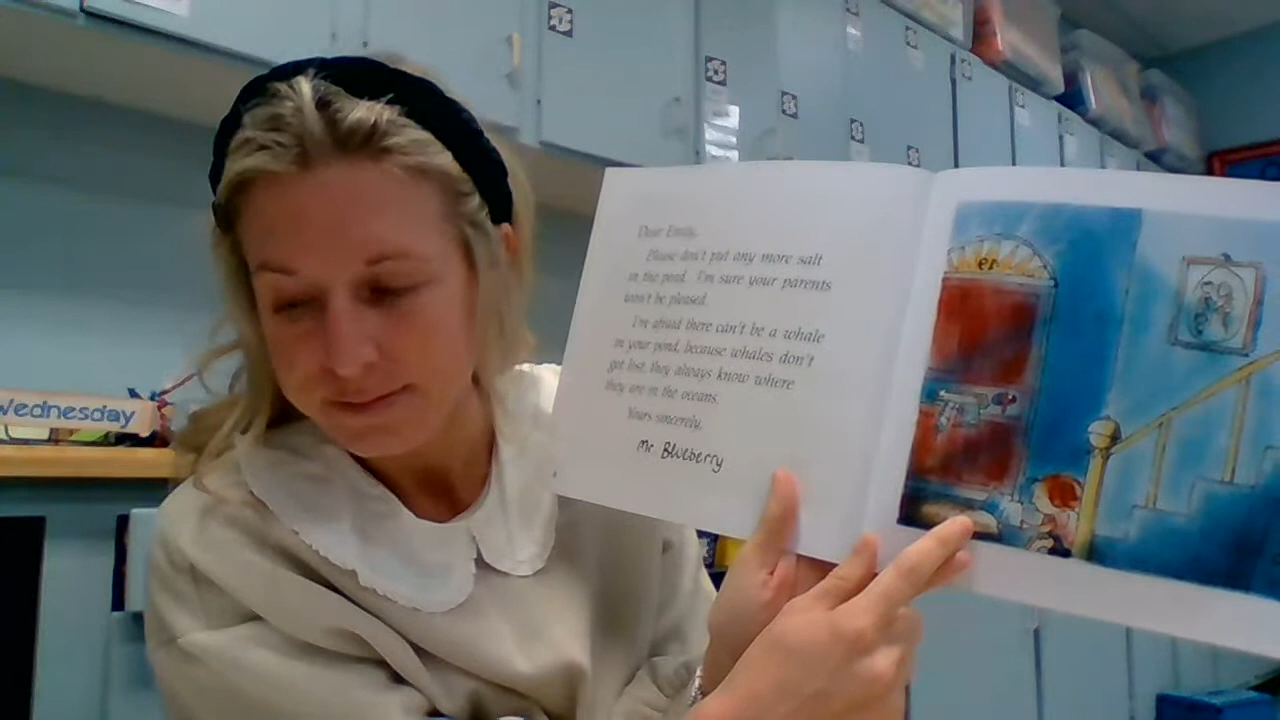 Wednesday
Dear Emily,
Please don't put any more salt
in the pond. I'm sure your parents
won't be pleased.
I'm afraid there can't be a whale
in your pond, because whales don't
get lost, they always know where
they are in the oceans.
Yours sincerely,
Mr Blueberry
er